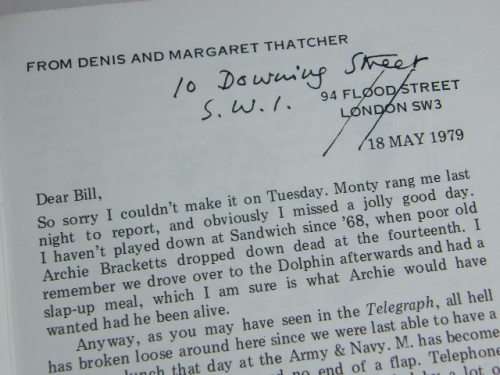 FROM DENIS AND MARGARET THATCHER
10 Downing Street
S.W.1.
94 FLOOD STREET
LONDON SW3
18 MAY 1979
Dear Bill,
So sorry I couldn't make it on Tuesday. Monty rang me last
night to report, and obviously I missed a jolly good day.
I haven't played down at Sandwich since '68, when poor old
Archie Bracketts dropped down dead at the fourteenth. I
remember we drove over to the Dolphin afterwards and had a
slap-up meal, which I am sure is what Archie would have
wanted had he been alive.
Anyway, as you may have seen in the Telegraph, all hell
has broken loose around here since we were last able to have a
lunch that day at the Army & Navy. M. has become
no end of a flap. Telephone
by a lot of